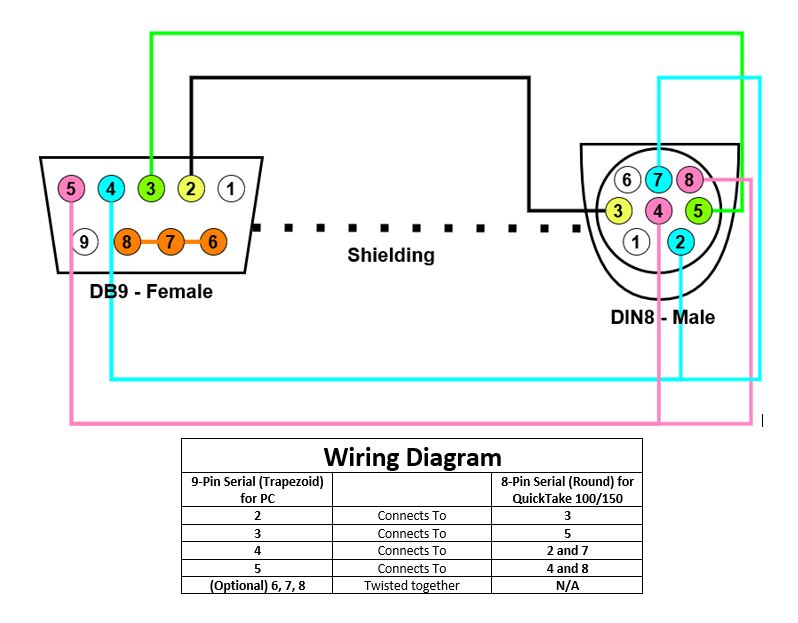 5 4 3 2 1
6 7 8
3 4 5
9 8 7 6
1 2
Shielding
DB9 - Female
DIN8 - Male
Wiring Diagram
9-Pin Serial (Trapezoid) for PC
8-Pin Serial (Round) for QuickTake 100/150
2 Connects To 3
3 Connects To 5
4 Connects To 2 and 7
5 Connects To 4 and 8
(Optional) 6, 7, 8 Twisted together N/A